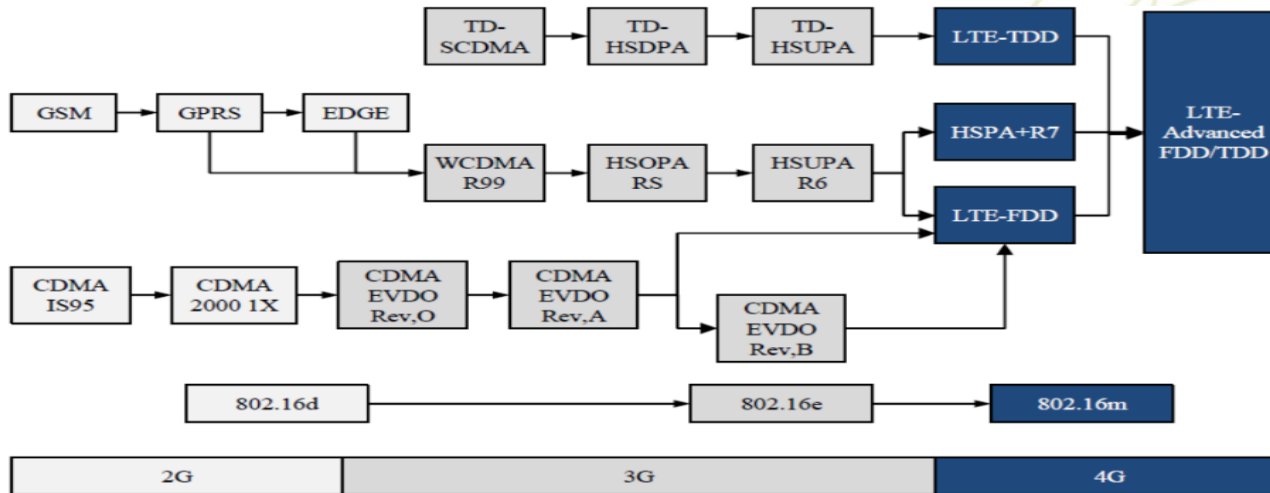 TD-
SCDMA
TD-
HSDPA
TD-
HSUPA
LTE-TDD
LTE-
Advanced
FDD/TDD
GSM
GPRS
EDGE
HSPA+R7
WCDMA
R99
HSOPA
RS
HSUPA
R6
LTE-FDD
CDMA
IS95
CDMA
2000 1X
CDMA
EVDO
Rev,O
CDMA
EVDO
Rev,A
CDMA
EVDO
Rev,B
802.16d
802.16e
802.16m
2G
3G
4G